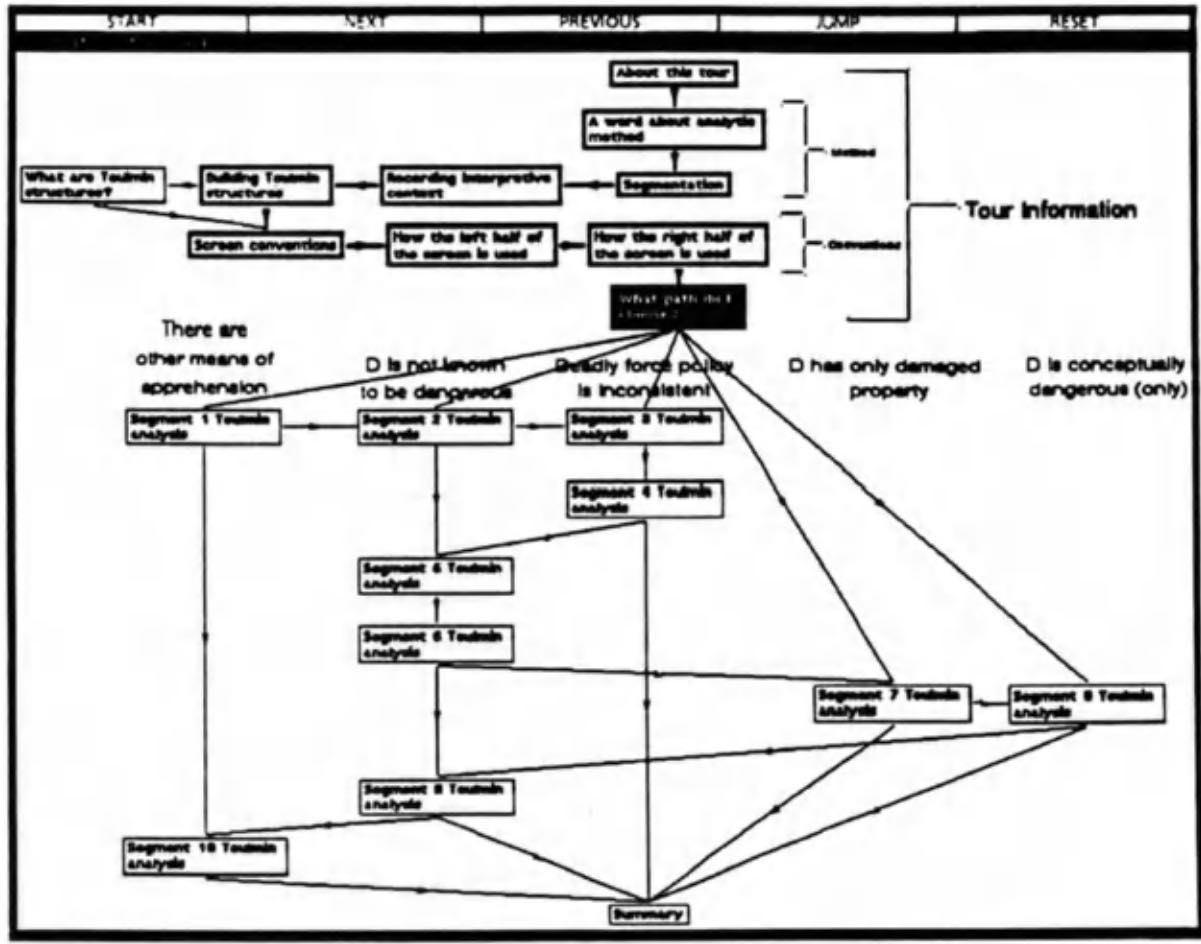 START NEXT PREVIOUS JUMP RESET
About this tour
A word about analytic
method
Method
What are Toulmin
structures?
Building Toulmin
structures
Recording interpretive
context
Segmentation
Tour Information
Screen conventions
How the left half of
the screen is used
How the right half of
the screen is used
Conventions
What path do I
There are
other means of
apprehension
D is not known
to be dangerous
Deadly force policy
is inconsistent
D has only damaged
property
D is conceptually
dangerous (only)
Segment 1 Toulmin
analysis
Segment 2 Toulmin
analysis
Segment 3 Toulmin
analysis
Segment 4 Toulmin
analysis
Segment Toulmin
analysis
Segment 6 Toulmin
analysis
Segment 7 Toulmin
analysis
Segment Toulmin
analysis
Segment Toulmin
analysis
Segment 10 Toulmin
analysis
Summary